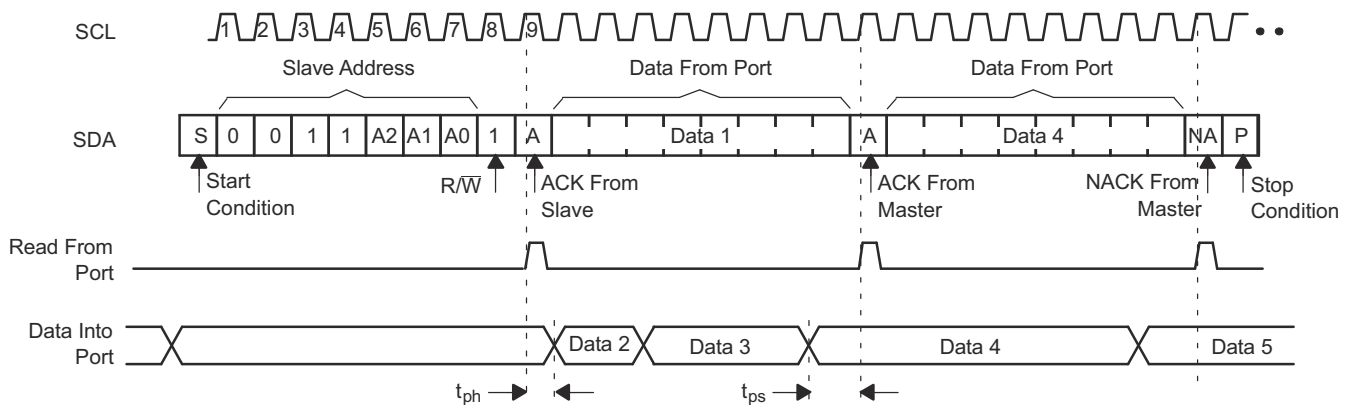 SCL 1 2 3 4 5 6 7 8 9
Slave Address Data From Port Data From Port
SDA S 0 0 1 1 A2 A1 A0 1 A Data 1 A Data 4 NA P
Start
Condition
R/W̅
ACK From
Slave
ACK From
Master
NACK From
Master
Stop
Condition
Read From
Port
Data Into
Port
Data 2 Data 3 Data 4 Data 5
tph tps